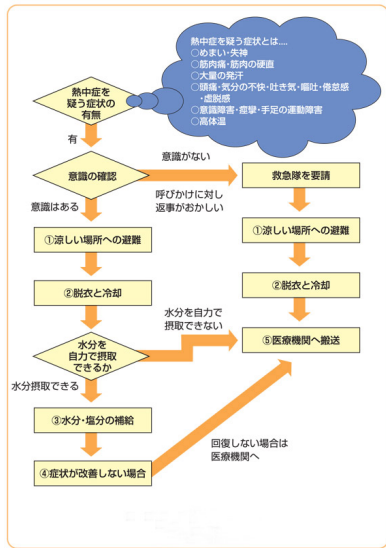 熱中症を疑う症状とは....
○めまい・失神
○筋肉痛・筋肉の硬直
○大量の発汗
○頭痛・気分の不快・吐き気・嘔吐・倦怠感
・虚脱感
○意識障害・痙攣・手足の運動障害
○高体温
熱中症を
疑う症状の
有無
有
意識の確認
意識がない
呼びかけに対し
返事がおかしい
救急隊を要請
意識はある
①涼しい場所への避難
①涼しい場所への避難
②脱衣と冷却
②脱衣と冷却
水分を自力で
摂取できない
水分を
自力で摂取
できるか
⑤医療機関へ搬送
水分摂取できる
③水分・塩分の補給
回復しない場合は
医療機関へ
④症状が改善しない場合